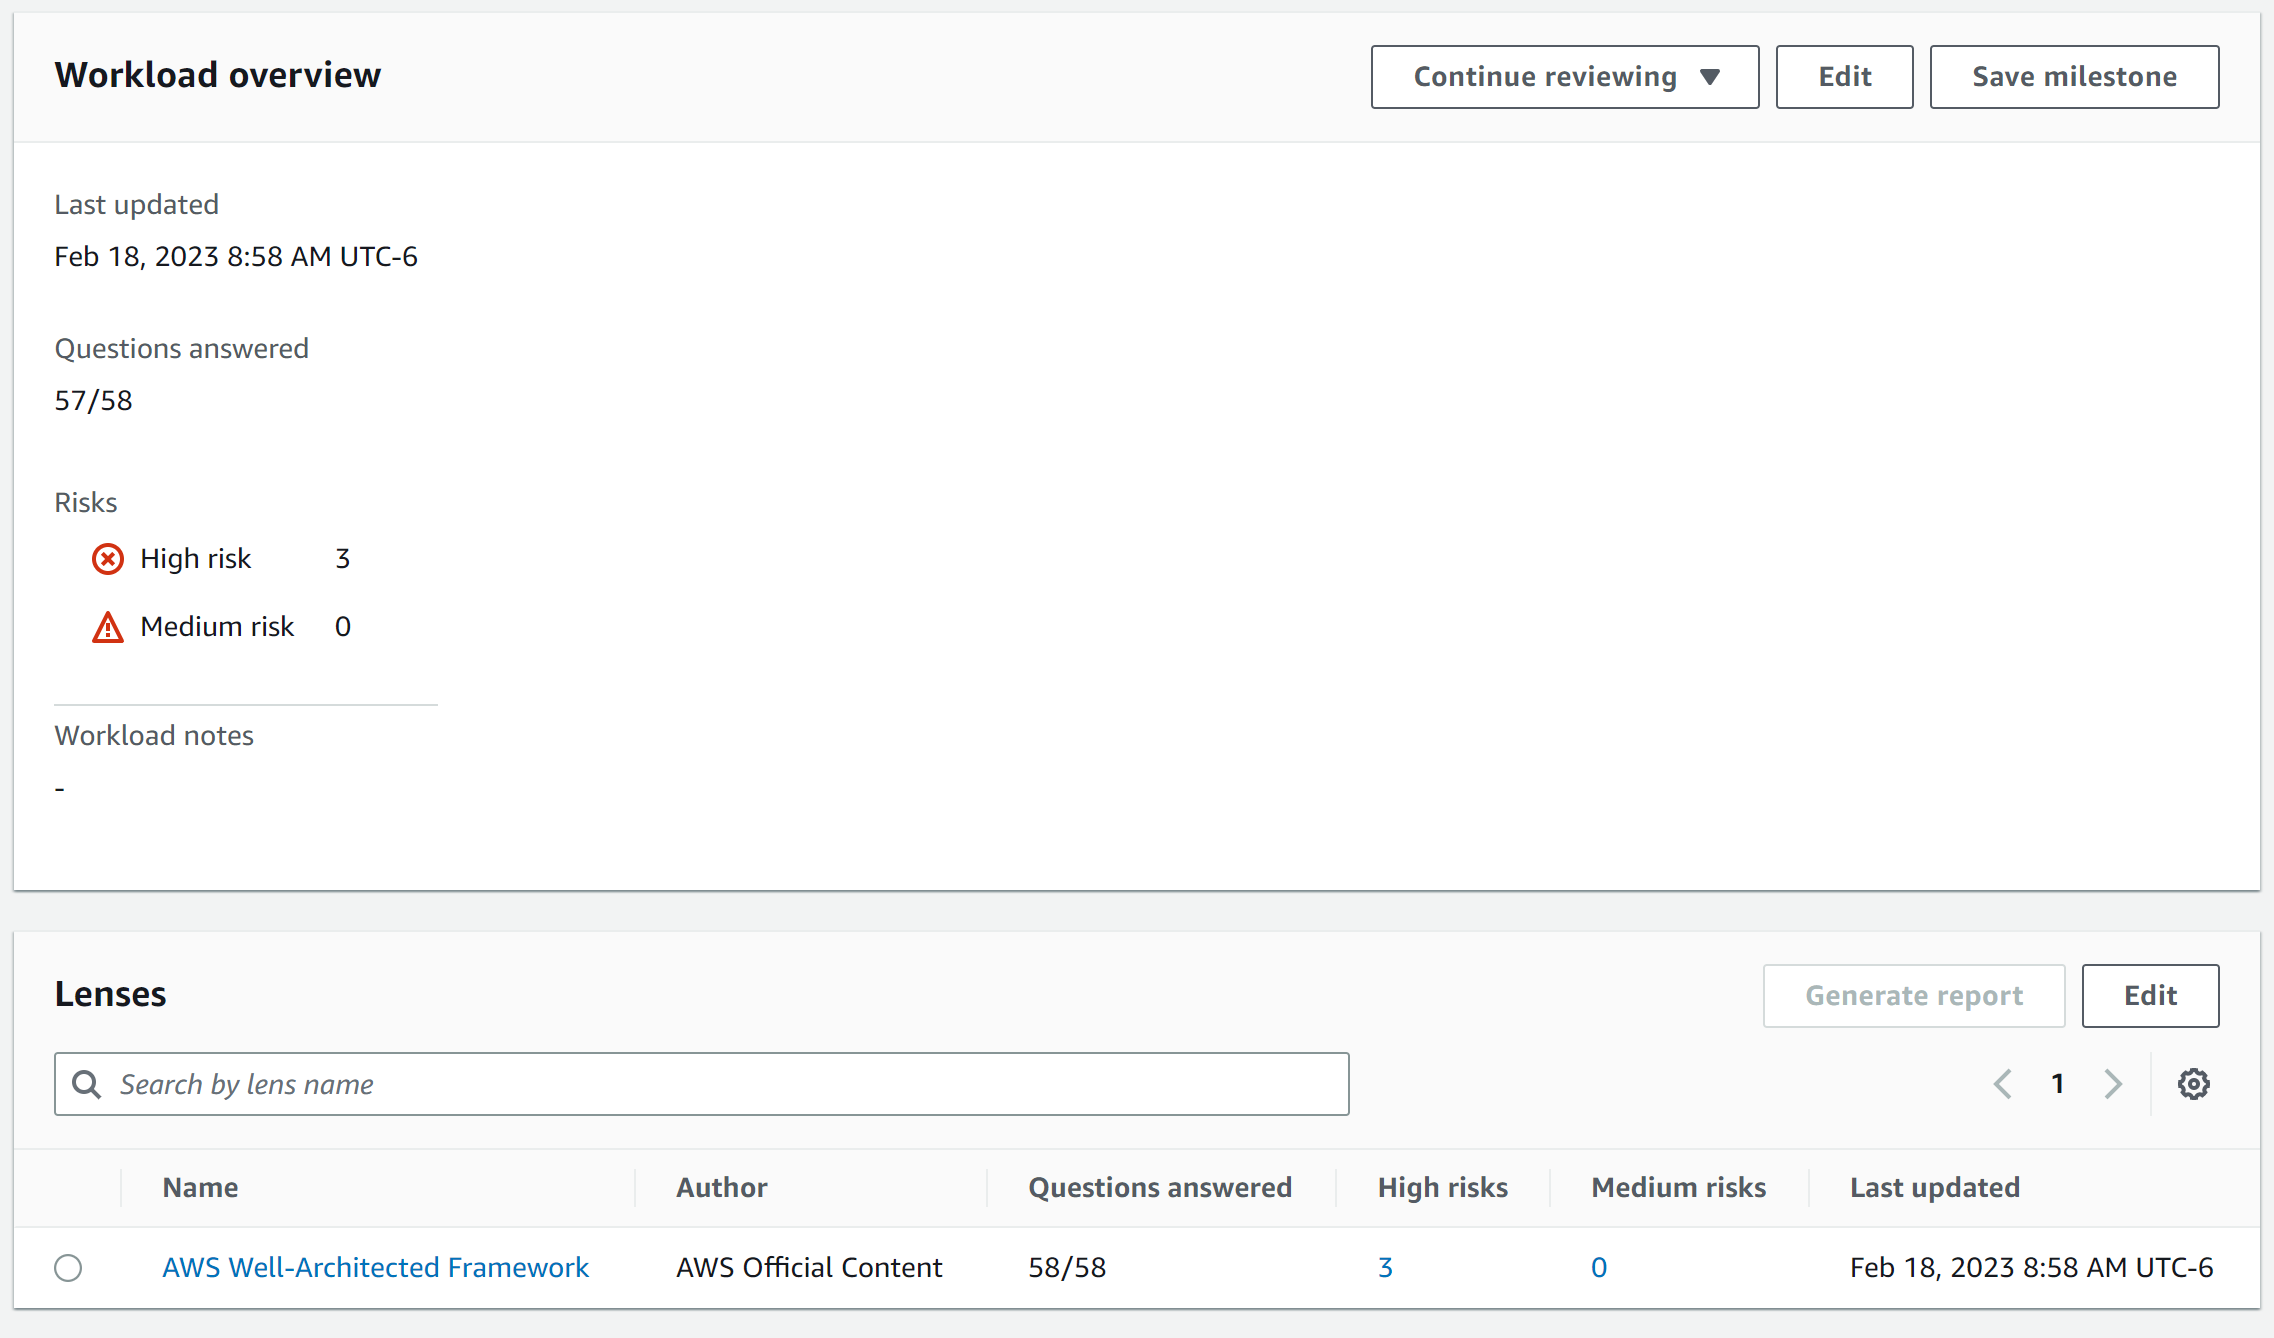 Workload overview
Continue reviewing
Edit
Save milestone
Last updated
Feb 18, 2023 8:58 AM UTC-6
Questions answered
57/58
Risks
High risk 3
Medium risk 0
Workload notes
-
Lenses
Generate report
Edit
Search by lens name
1
Name Author Questions answered High risks Medium risks Last updated
AWS Well-Architected Framework AWS Official Content 58/58 3 0 Feb 18, 2023 8:58 AM UTC-6